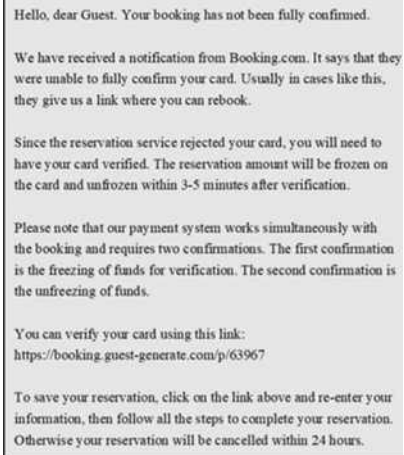 Hello, dear Guest. Your booking has not been fully confirmed.
We have received a notification from Booking.com. It says that they
were unable to fully confirm your card. Usually in cases like this,
they give us a link where you can rebook.
Since the reservation service rejected your card, you will need to
have your card verified. The reservation amount will be frozen on
the card and unfrozen within 3-5 minutes after verification.
Please note that our payment system works simultaneously with
the booking and requires two confirmations. The first confirmation
is the freezing of funds for verification. The second confirmation is
the unfreezing of funds.
You can verify your card using this link:
https://booking.guest-generate.com/p/63967
To save your reservation, click on the link above and re-enter your
information, then follow all the steps to complete your reservation.
Otherwise your reservation will be cancelled within 24 hours.